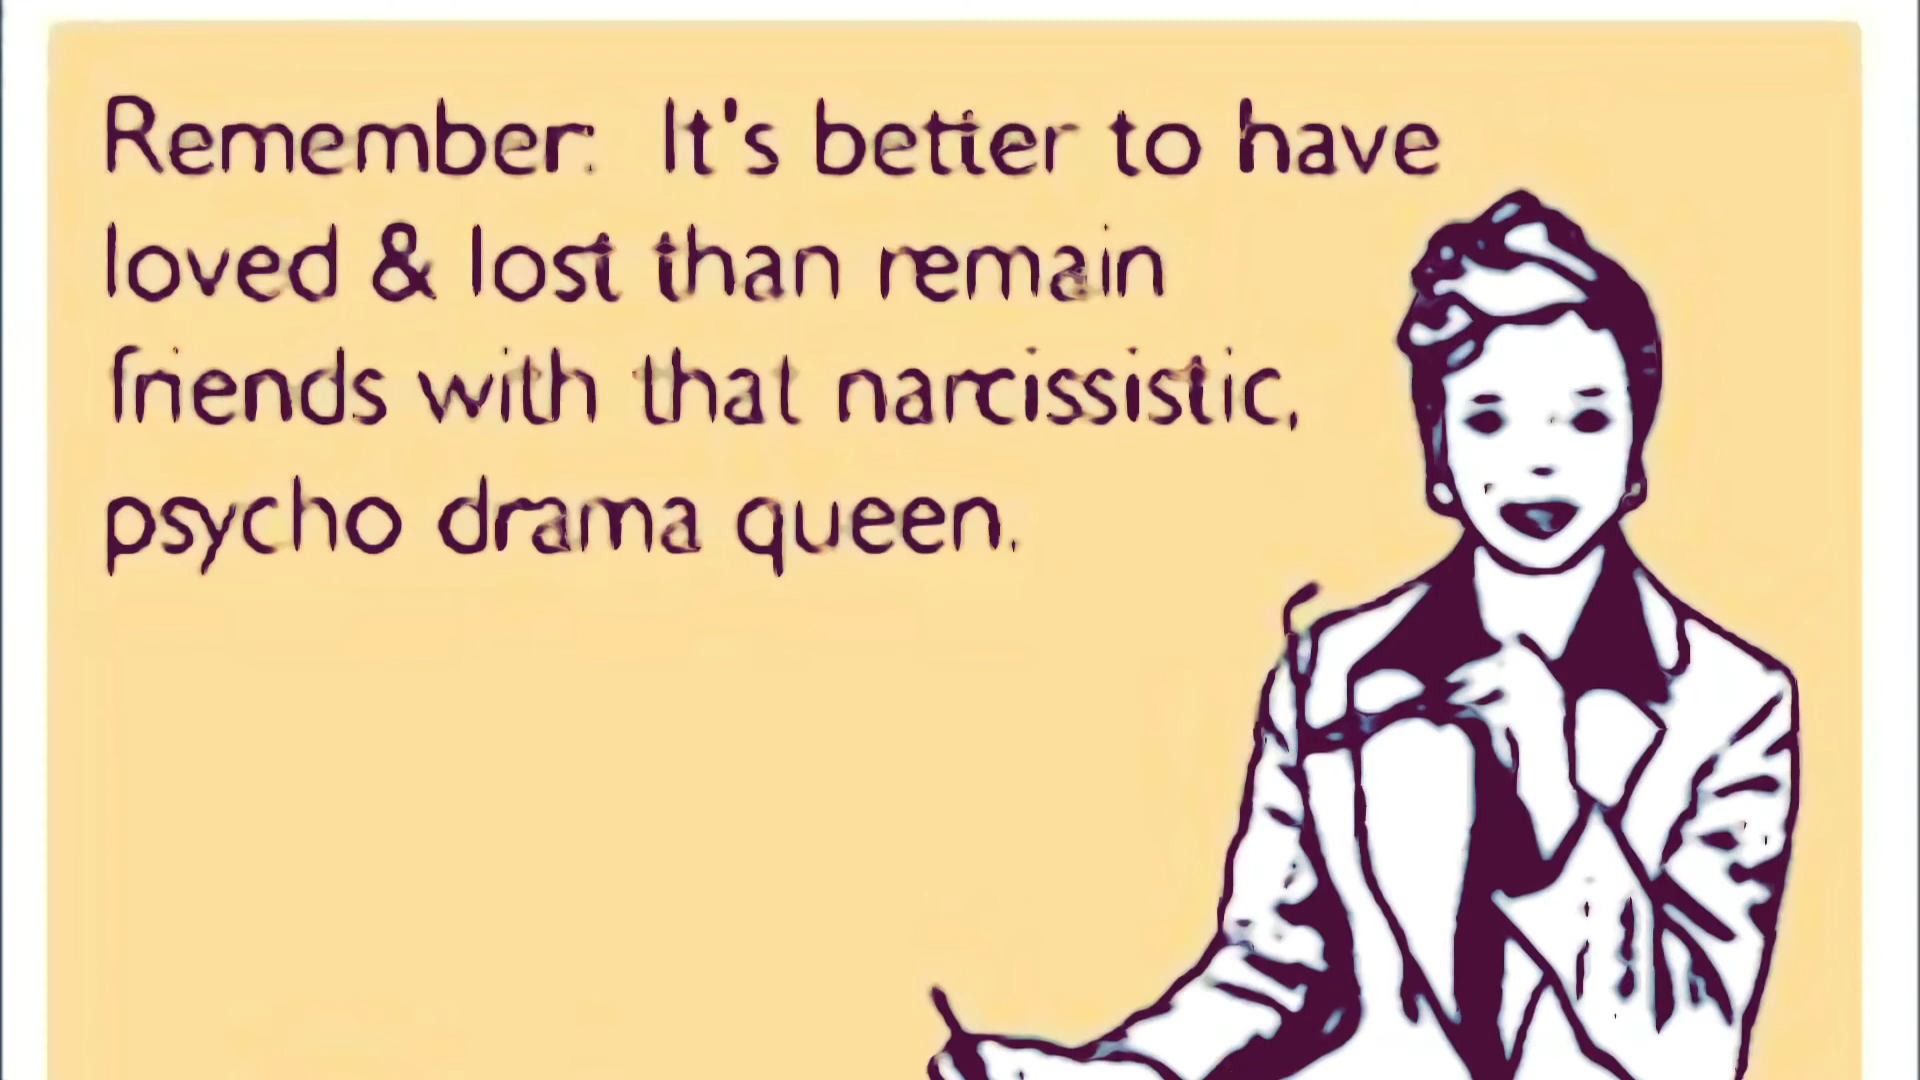 Remember: It's better to have
loved & lost than remain
friends with that narcissistic,
psycho drama queen.